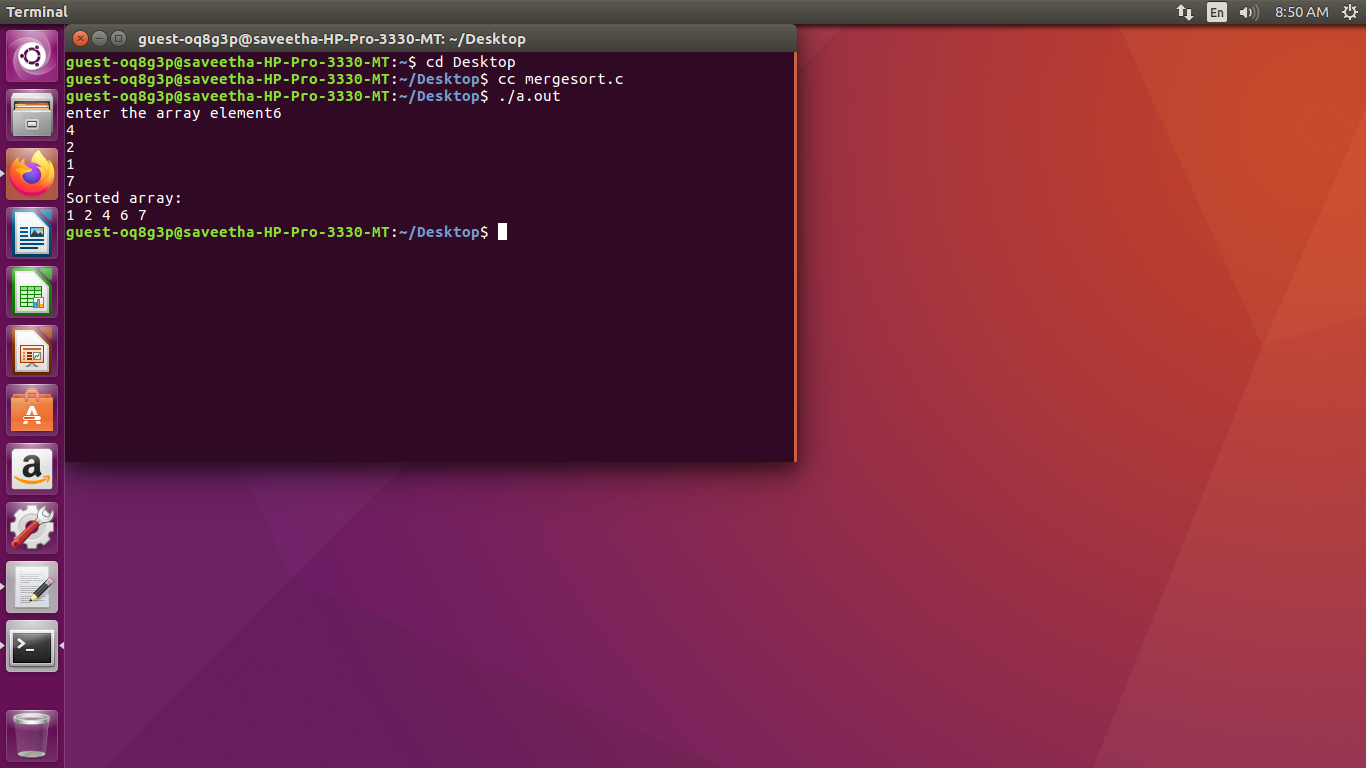 Terminal
En
8:50 AM
guest-oq8g3p@saveetha-HP-Pro-3330-MT: ~/Desktop
guest-oq8g3p@saveetha-HP-Pro-3330-MT:~$ cd Desktop
guest-oq8g3p@saveetha-HP-Pro-3330-MT:~/Desktop$ cc mergesort.c
guest-oq8g3p@saveetha-HP-Pro-3330-MT:~/Desktop$ ./a.out
enter the array element6
4
2
1
7
Sorted array:
1 2 4 6 7
guest-oq8g3p@saveetha-HP-Pro-3330-MT:~/Desktop$